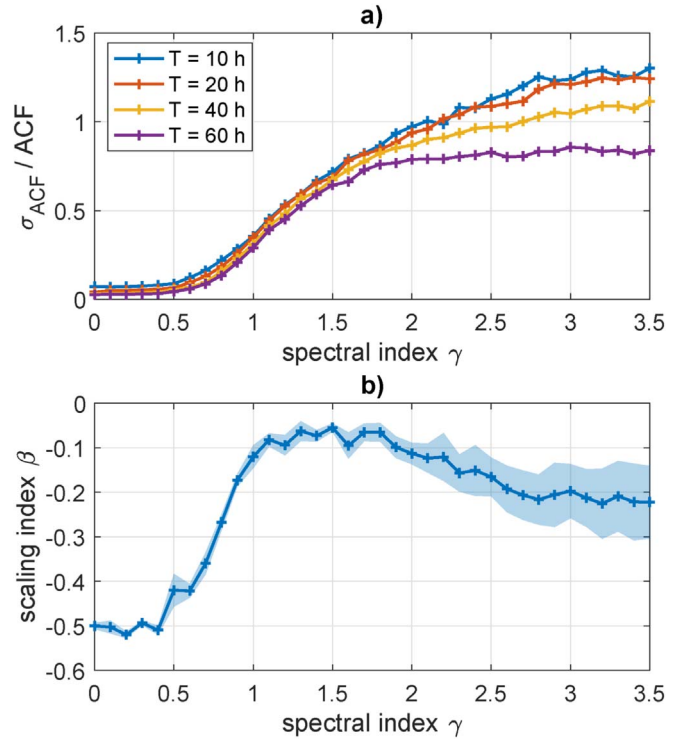 a)
1.5
T = 10 h
T = 20 h
1
T = 40 h
T = 60 h
σ_ACF / ACF
0.5
0
0 0.5 1 1.5 2 2.5 3 3.5
spectral index γ
b)
0
-0.1
-0.2
scaling index β
-0.3
-0.4
-0.5
-0.6
0 0.5 1 1.5 2 2.5 3 3.5
spectral index γ